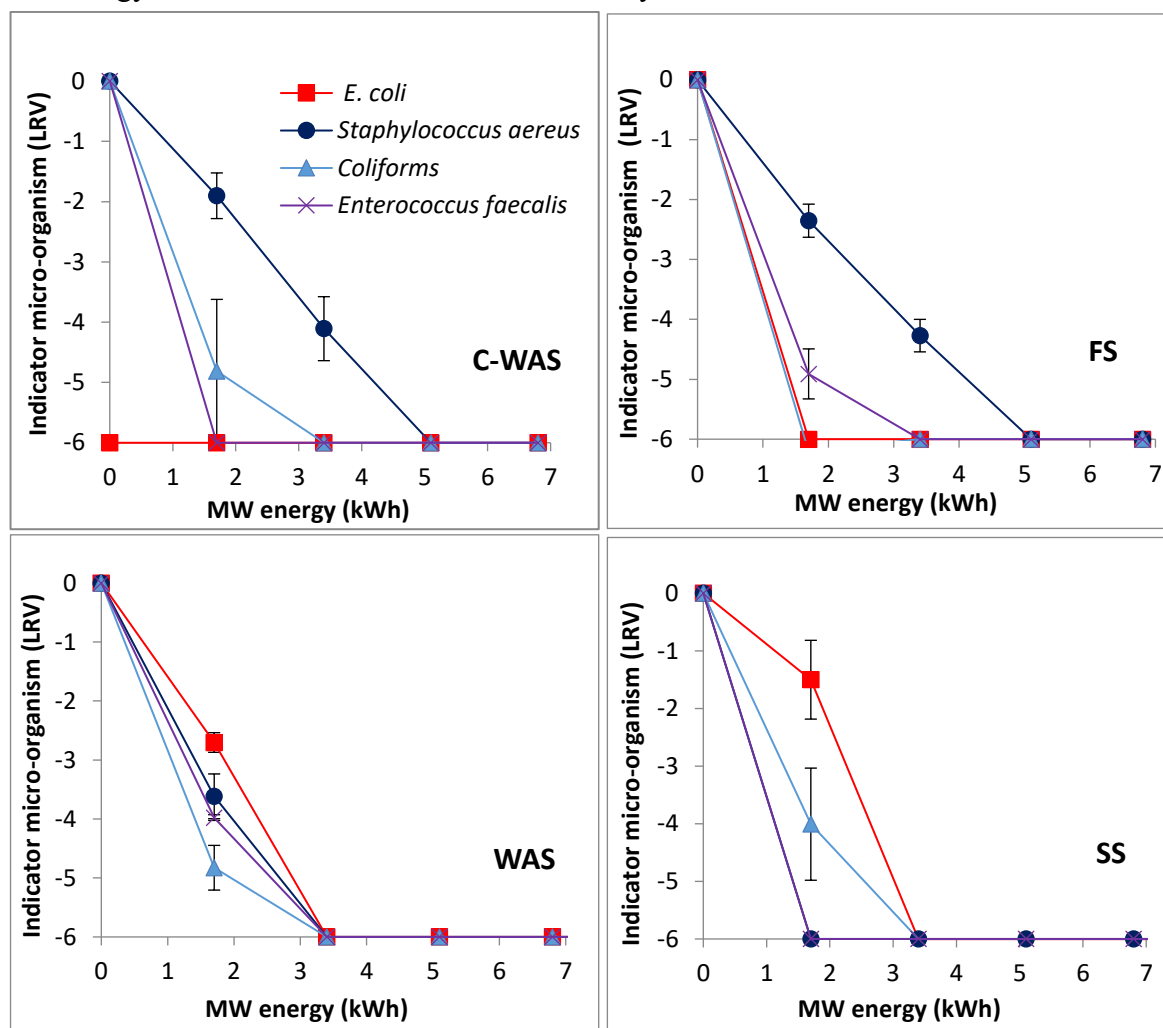 0
-1
-2
-3
-4
-5
-6
Indicator micro-organism (LRV)
E. coli
Staphylococcus aereus
Coliforms
Enterococcus faecalis
C-WAS
0 1 2 3 4 5 6 7
MW energy (kWh)
0
-1
-2
-3
-4
-5
-6
Indicator micro-organism (LRV)
FS
0 1 2 3 4 5 6 7
MW energy (kWh)
0
-1
-2
-3
-4
-5
-6
Indicator micro-organism (LRV)
WAS
0 1 2 3 4 5 6 7
MW energy (kWh)
0
-1
-2
-3
-4
-5
-6
Indicator micro-organism (LRV)
SS
0 1 2 3 4 5 6 7
MW energy (kWh)